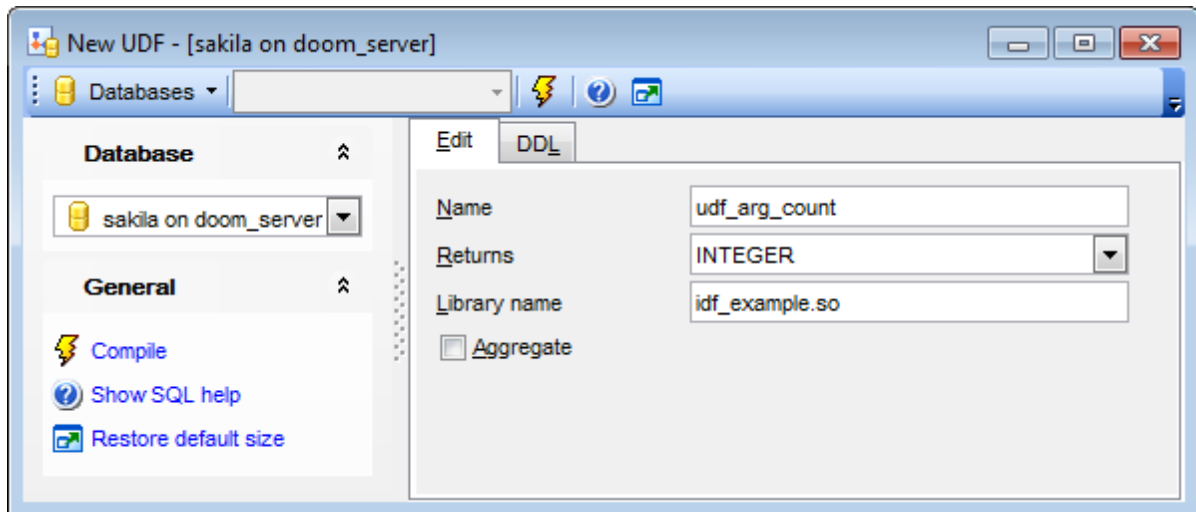 New UDF - [sakila on doom_server]
Databases
Database
sakila on doom_server
General
Compile
Show SQL help
Restore default size
Edit
DDL
Name
udf_arg_count
Returns
INTEGER
Library name
idf_example.so
Aggregate